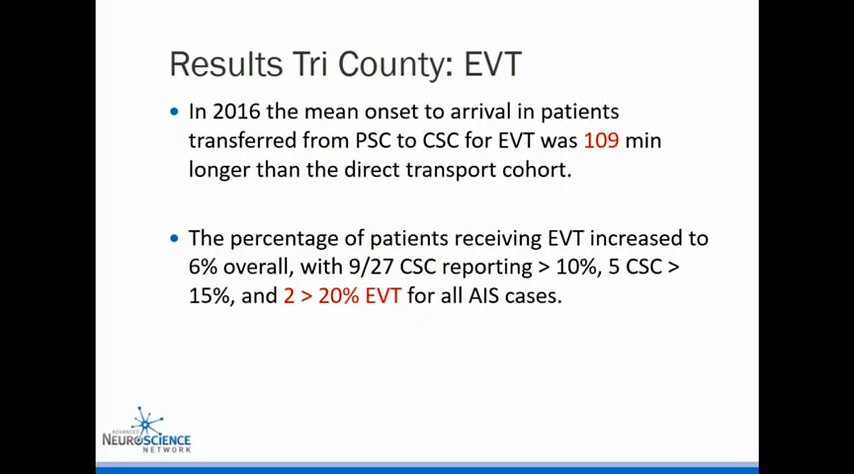 Results Tri County: EVT
• In 2016 the mean onset to arrival in patients
transferred from PSC to CSC for EVT was 109 min
longer than the direct transport cohort.
• The percentage of patients receiving EVT increased to
6% overall, with 9/27 CSC reporting > 10%, 5 CSC >
15%, and 2 > 20% EVT for all AIS cases.
ADVANCED
NEUROSCIENCE
NETWORK